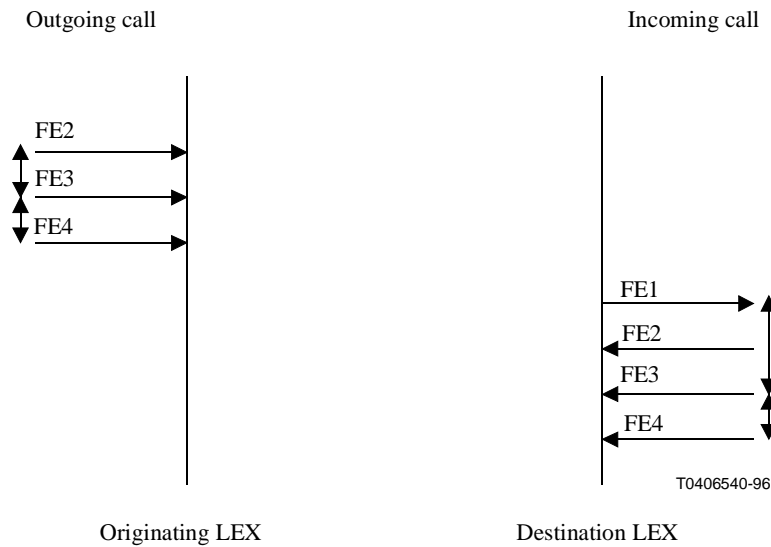 Outgoing call
Incoming call
FE2
FE3
FE4
FE1
FE2
FE3
FE4
T0406540-96
Originating LEX
Destination LEX